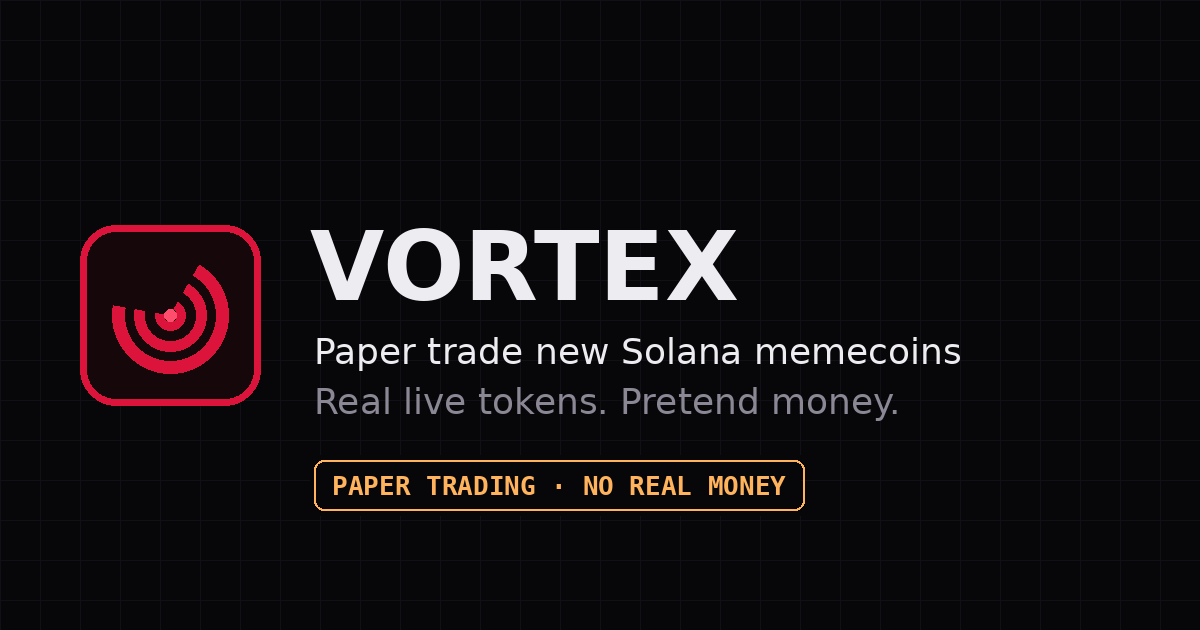 VORTEX
Paper trade new Solana memecoins
Real live tokens. Pretend money.
PAPER TRADING · NO REAL MONEY